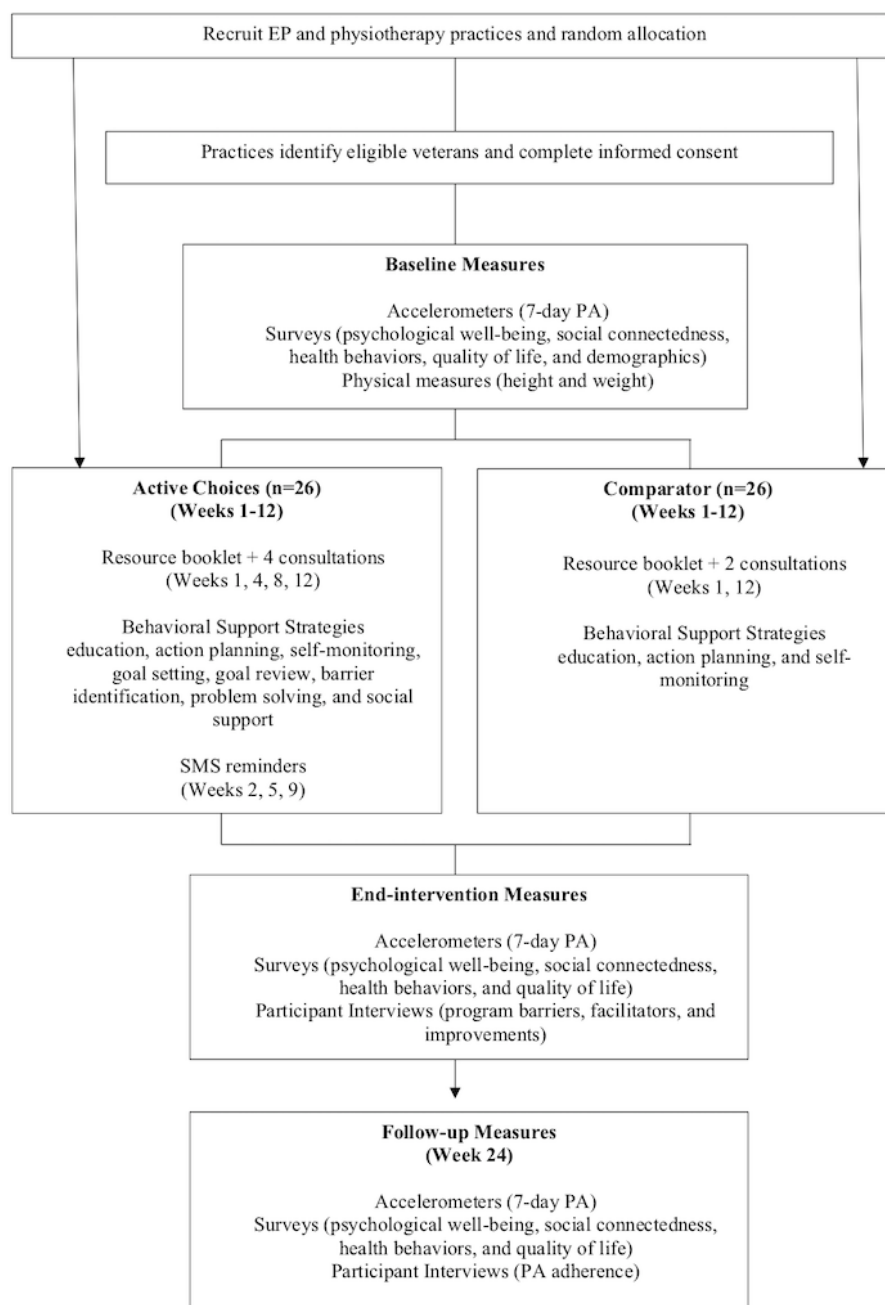 Recruit EP and physiotherapy practices and random allocation
Practices identify eligible veterans and complete informed consent
Baseline Measures
Accelerometers (7-day PA)
Surveys (psychological well-being, social connectedness,
health behaviors, quality of life, and demographics)
Physical measures (height and weight)
Active Choices (n=26)
(Weeks 1-12)
Resource booklet + 4 consultations
(Weeks 1, 4, 8, 12)
Behavioral Support Strategies
education, action planning, self-monitoring,
goal setting, goal review, barrier
identification, problem solving, and social
support
SMS reminders
(Weeks 2, 5, 9)
Comparator (n=26)
(Weeks 1-12)
Resource booklet + 2 consultations
(Weeks 1, 12)
Behavioral Support Strategies
education, action planning, and self-
monitoring
End-intervention Measures
Accelerometers (7-day PA)
Surveys (psychological well-being, social connectedness,
health behaviors, and quality of life)
Participant Interviews (program barriers, facilitators, and
improvements)
Follow-up Measures
(Week 24)
Accelerometers (7-day PA)
Surveys (psychological well-being, social connectedness,
health behaviors, and quality of life)
Participant Interviews (PA adherence)